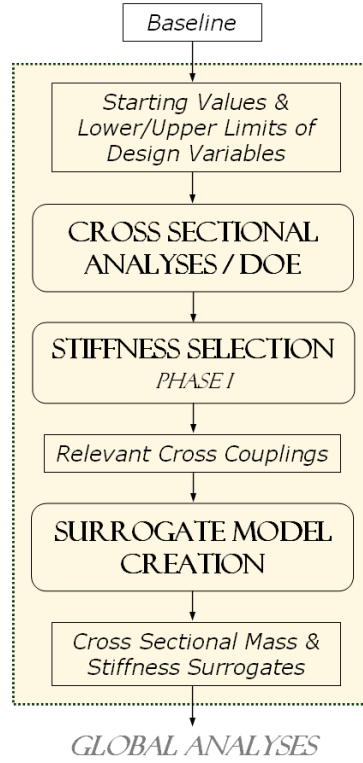 Baseline
Starting Values &
Lower/Upper Limits of
Design Variables
CROSS SECTIONAL
ANALYSES / DOE
STIFFNESS SELECTION
PHASE I
Relevant Cross Couplings
SURROGATE MODEL
CREATION
Cross Sectional Mass &
Stiffness Surrogates
GLOBAL ANALYSES